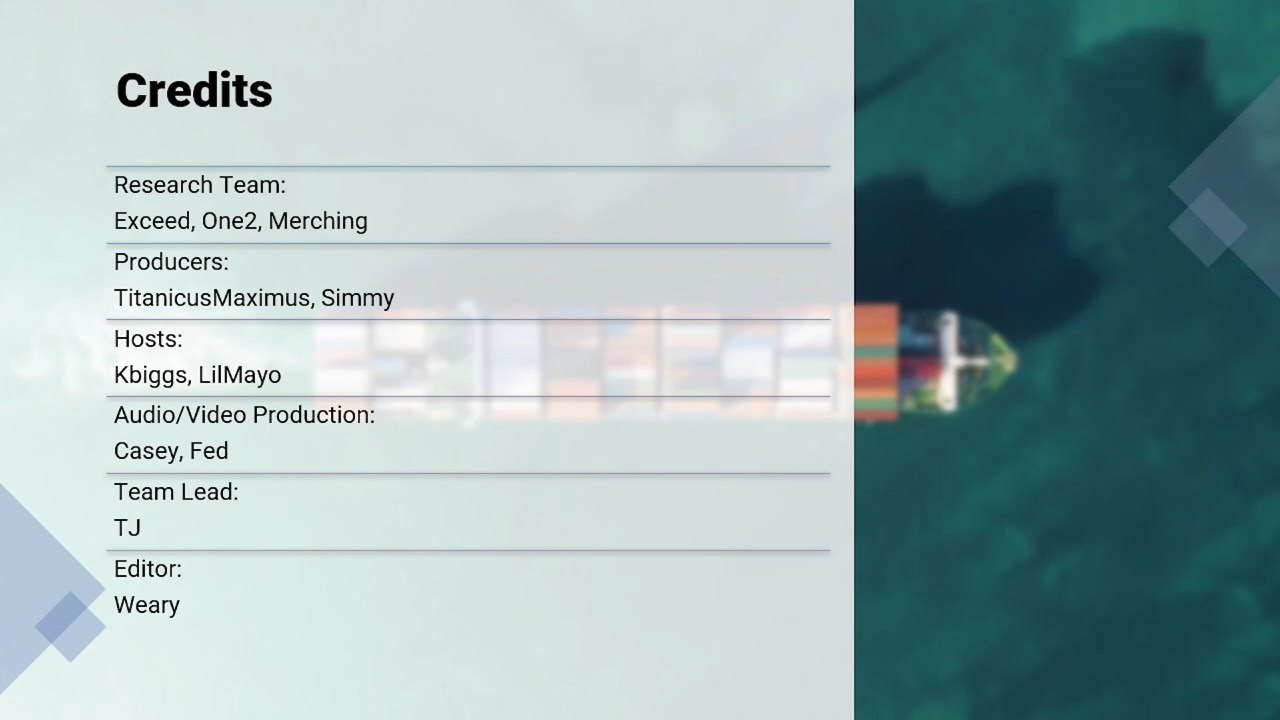 Credits
Research Team:
Exceed, One2, Merching
Producers:
TitanicusMaximus, Simmy
Hosts:
Kbiggs, LilMayo
Audio/Video Production:
Casey, Fed
Team Lead:
TJ
Editor:
Weary